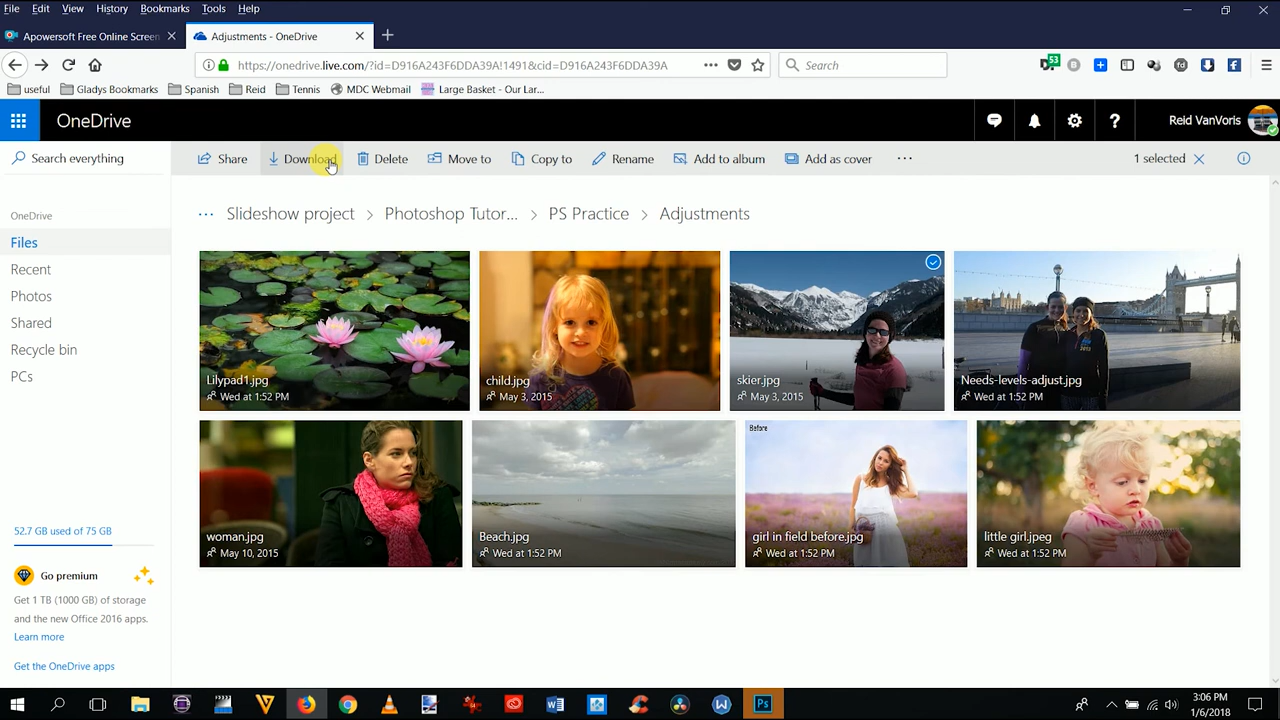 File Edit View History Bookmarks Tools Help
Apowersoft Free Online Screen
Adjustments - OneDrive
https://onedrive.live.com/?id=D916A243F6DDA39A!1491&cid=D916A243F6DDA39A
Search
53
useful Gladys Bookmarks Spanish Reid Tennis MDC Webmail Large Basket - Our Lar...
OneDrive
Reid VanVoris
Search everything
Share Download Delete Move to Copy to Rename Add to album Add as cover 1 selected
OneDrive
Files
Recent
Photos
Shared
Recycle bin
PCs
52.7 GB used of 75 GB
Go premium
Get 1 TB (1000 GB) of storage
and the new Office 2016 apps.
Learn more
Get the OneDrive apps
... Slideshow project > Photoshop Tutor... > PS Practice > Adjustments
Lilypad1.jpg
Wed at 1:52 PM
child.jpg
May 3, 2015
skier.jpg
May 3, 2015
Needs-levels-adjust.jpg
Wed at 1:52 PM
woman.jpg
May 10, 2015
Beach.jpg
Wed at 1:52 PM
Before
girl in field before.jpg
Wed at 1:52 PM
little girl.jpeg
Wed at 1:52 PM
Ps
3:06 PM
1/6/2018